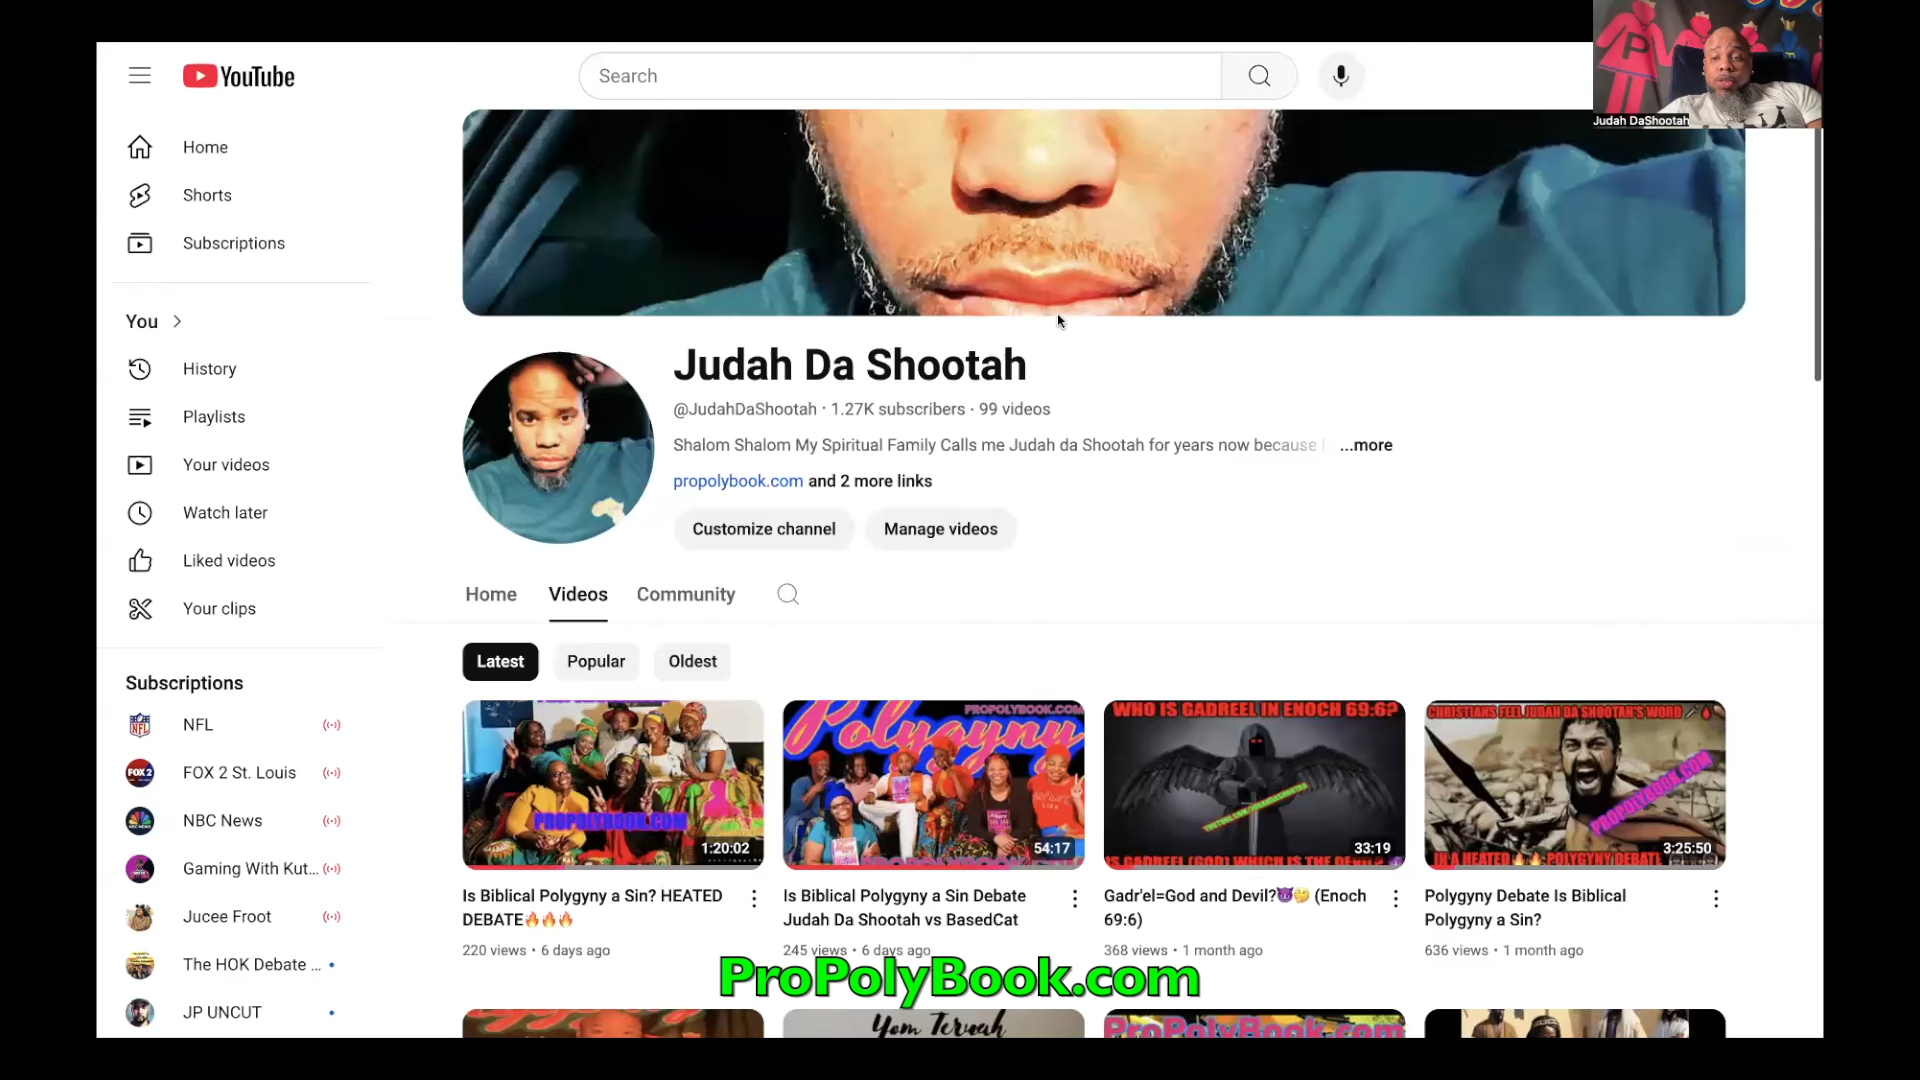 YouTube
Search
Judah DaShootah
Home
Shorts
Subscriptions
You
History
Playlists
Your videos
Watch later
Liked videos
Your clips
Subscriptions
NFL
FOX 2 St. Louis
NBC News
Gaming With Kut...
Jucee Froot
The HOK Debate ...
JP UNCUT
Judah Da Shootah
@JudahDaShootah · 1.27K subscribers · 99 videos
Shalom Shalom My Spiritual Family Calls me Judah da Shootah for years now because ...more
propolybook.com and 2 more links
Customize channel
Manage videos
Home
Videos
Community
Latest
Popular
Oldest
PROPOLYBOOK.COM
1:20:02
PROPOLYBOOK.COM
Polygyny
54:17
WHO IS GADREEL IN ENOCH 69:6?
33:19
IS GADREEL (GOD) WHICH IS THE DEVIL
CHRISTIANS FEEL JUDAH DA SHOOTAH'S WORD
PROPOLYBOOK.COM
3:25:50
IN A HEATED POLYGYNY DEBATE
Is Biblical Polygyny a Sin? HEATED
DEBATE🔥🔥🔥
220 views · 6 days ago
Is Biblical Polygyny a Sin Debate
Judah Da Shootah vs BasedCat
245 views · 6 days ago
Gadr'el=God and Devil?😈🤔 (Enoch
69:6)
368 views · 1 month ago
Polygyny Debate Is Biblical
Polygyny a Sin?
636 views · 1 month ago
ProPolyBook.com
Yom Teruah
ProPolyBook.com